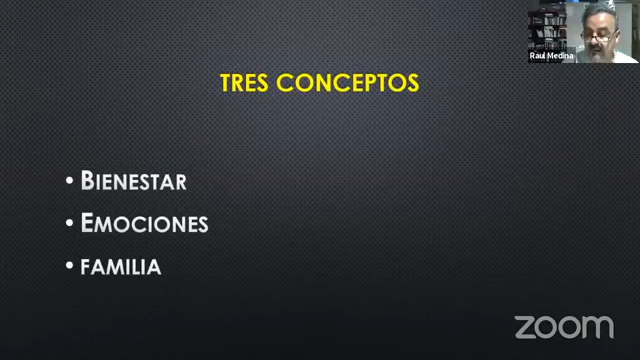 Raul Medina
TRES CONCEPTOS
• BIENESTAR
• EMOCIONES
• FAMILIA
zoom